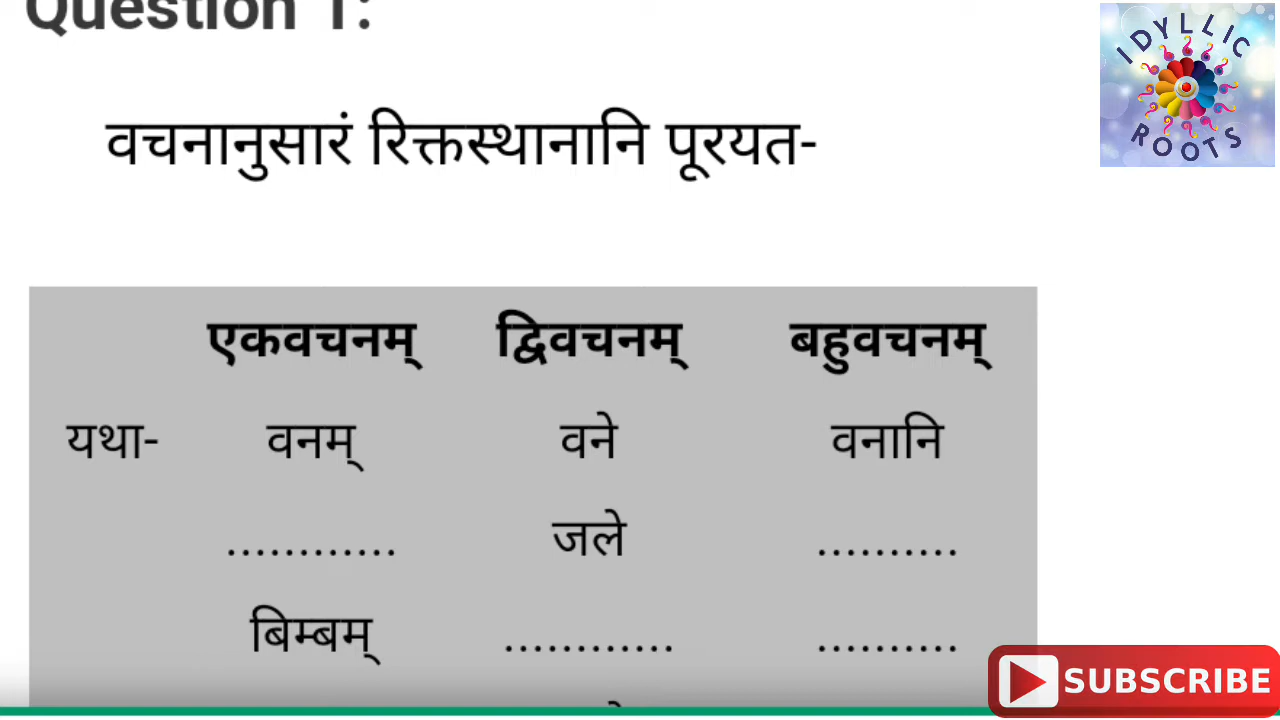 Question 1:
IDYLLIC
ROOTS
वचनानुसारं रिक्तस्थानानि पूरयत-
एकवचनम् द्विवचनम् बहुवचनम्
यथा- वनम् वने वनानि
............ जले ..........
बिम्बम् ............ ..........
SUBSCRIBE